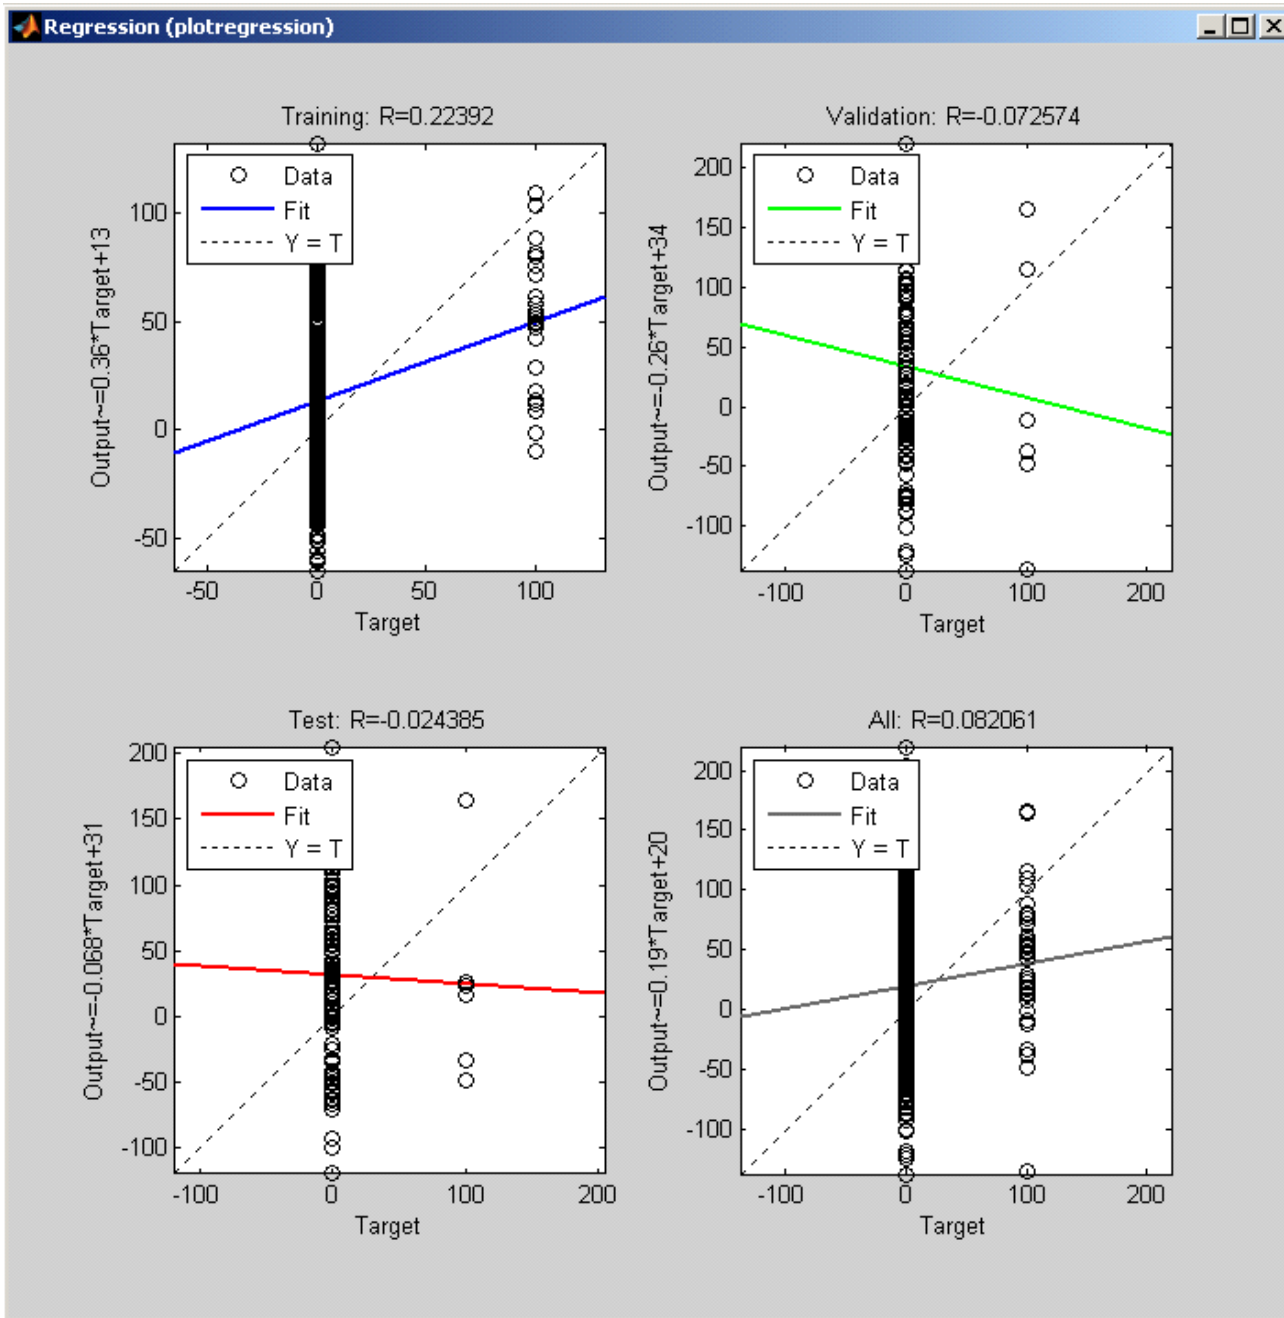 Regression (plotregression)
Training: R=0.22392
Data
Fit
Y = T
100
50
0
-50
-50
0
50
100
Target
Output~=0.36*Target+13
Validation: R=-0.072574
Data
Fit
Y = T
200
150
100
50
0
-50
-100
-100
0
100
200
Target
Output~=-0.26*Target+34
Test: R=-0.024385
Data
Fit
Y = T
200
150
100
50
0
-50
-100
-100
0
100
200
Target
Output~=-0.068*Target+31
All: R=0.082061
Data
Fit
Y = T
200
150
100
50
0
-50
-100
-100
0
100
200
Target
Output~=0.19*Target+20